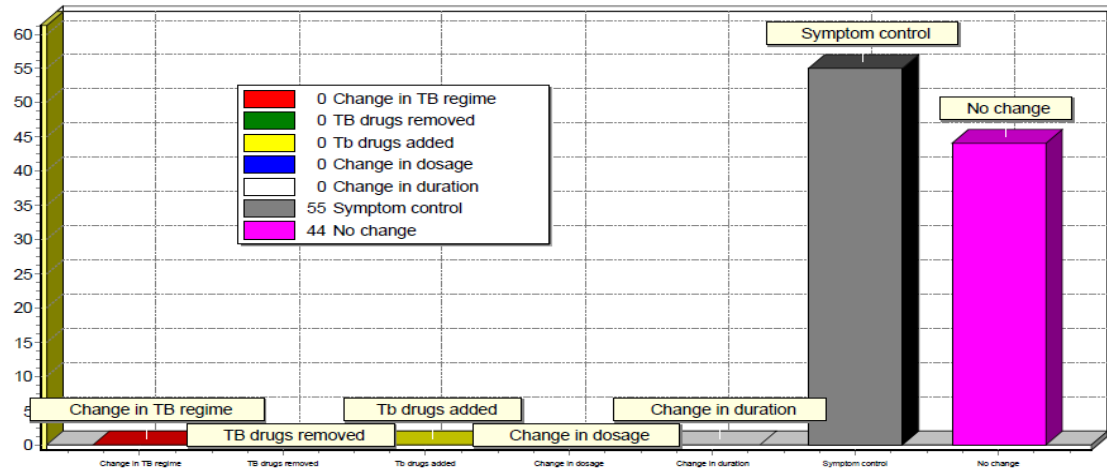 60
55
50
45
40
35
30
25
20
15
10
5
0
Symptom control
No change
0 Change in TB regime
0 TB drugs removed
0 Tb drugs added
0 Change in dosage
0 Change in duration
55 Symptom control
44 No change
Change in TB regime
TB drugs removed
Tb drugs added
Change in dosage
Change in duration
Change in TB regime TB drugs removed Tb drugs added Change in dosage Change in duration Symptom control No change